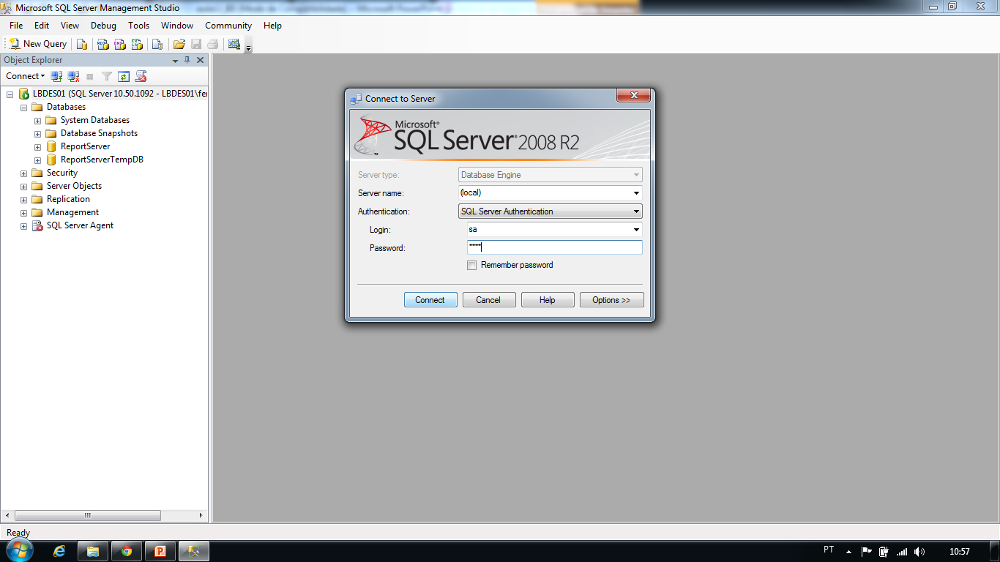 Microsoft SQL Server Management Studio
File Edit View Debug Tools Window Community Help
New Query
Object Explorer
Connect
LBDES01 (SQL Server 10.50.1092 - LBDES01\fer
Databases
System Databases
Database Snapshots
ReportServer
ReportServerTempDB
Security
Server Objects
Replication
Management
SQL Server Agent
Connect to Server
Microsoft®
SQL Server® 2008 R2
Server type: Database Engine
Server name: (local)
Authentication: SQL Server Authentication
Login: sa
Password: ****
Remember password
Connect Cancel Help Options >>
Ready
PT 10:57